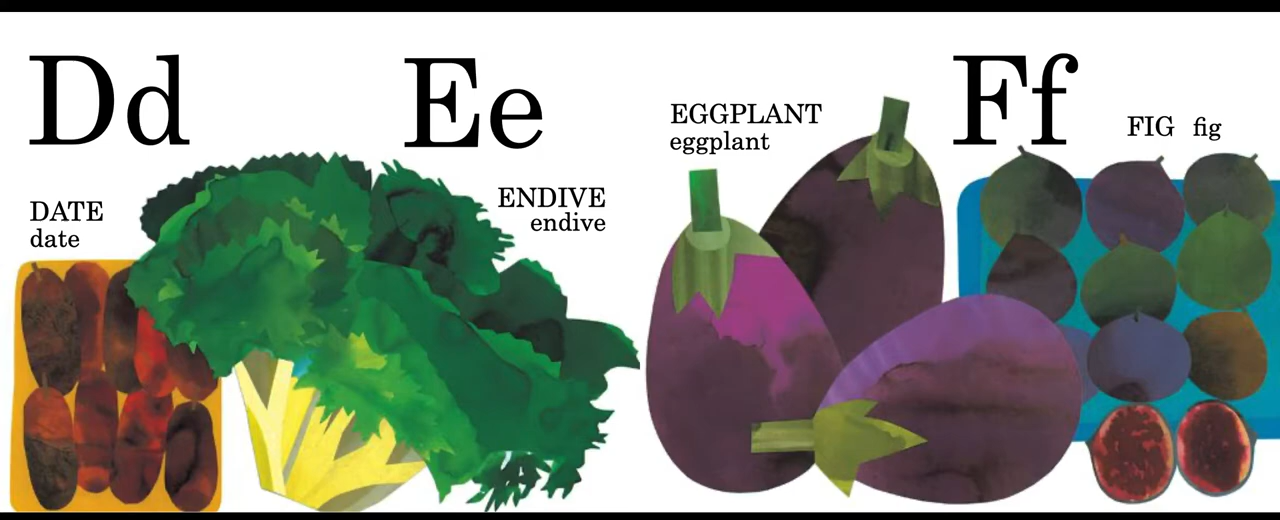 Dd
DATE
date
Ee
ENDIVE
endive
EGGPLANT
eggplant
Ff
FIG fig